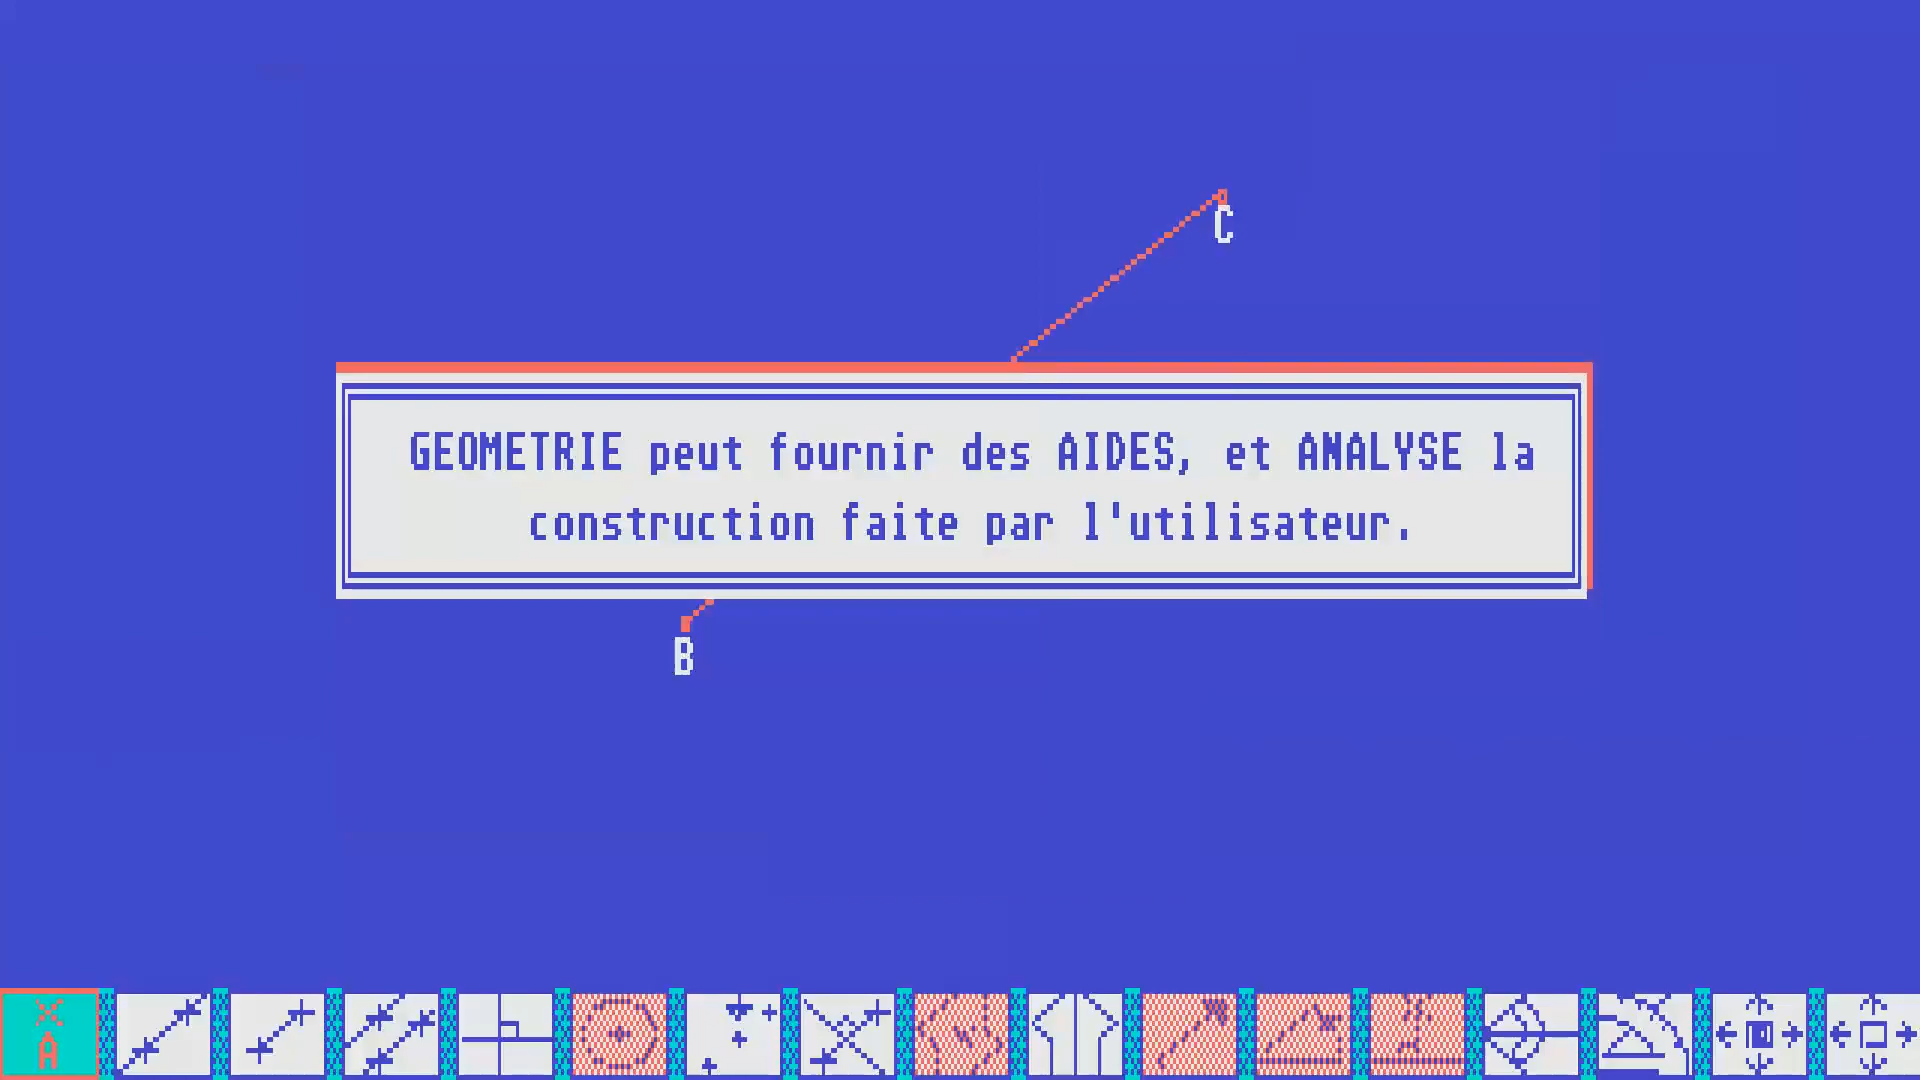 C
GEOMETRIE peut fournir des AIDES, et ANALYSE la
construction faite par l'utilisateur.
B
X
A